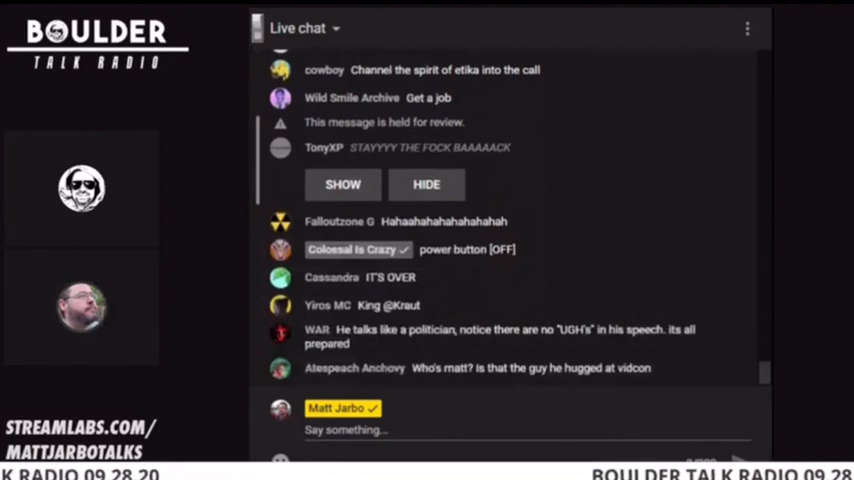 BOULDER
TALK RADIO
Live chat
cowboy Channel the spirit of etika into the call
Wild Smile Archive Get a job
This message is held for review.
TonyXP STAYYYY THE FOCK BAAAAACK
SHOW HIDE
Falloutzone G Hahaahahahahahahahah
Colossal Is Crazy power button [OFF]
Cassandra IT'S OVER
Yiros MC King @Kraut
WAR He talks like a politician, notice there are no "UGH's" in his speech. its all
prepared
Atespeach Anchovy Who's matt? Is that the guy he hugged at vidcon
Matt Jarbo
Say something...
STREAMLABS.COM/
MATTJARBOTALKS
K RADIO 09.28.20 BOULDER TALK RADIO 09.28